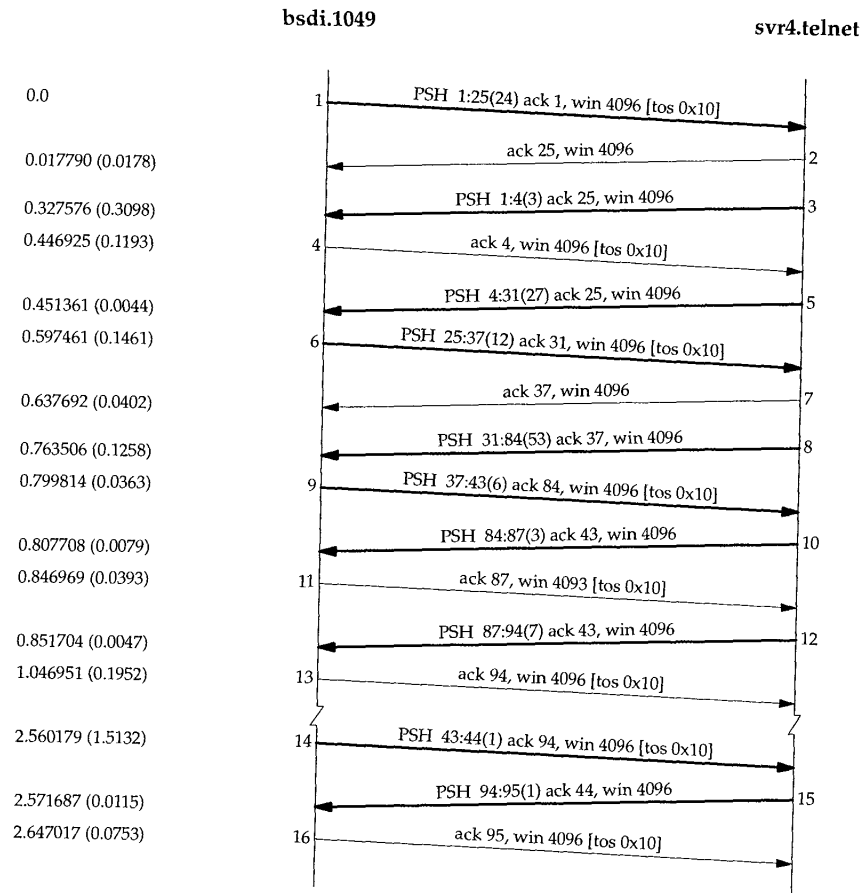 bsdi.1049
svr4.telnet
0.0
1
PSH 1:25(24) ack 1, win 4096 [tos 0x10]
0.017790 (0.0178)
ack 25, win 4096
2
0.327576 (0.3098)
PSH 1:4(3) ack 25, win 4096
3
0.446925 (0.1193)
4
ack 4, win 4096 [tos 0x10]
0.451361 (0.0044)
PSH 4:31(27) ack 25, win 4096
5
0.597461 (0.1461)
6
PSH 25:37(12) ack 31, win 4096 [tos 0x10]
0.637692 (0.0402)
ack 37, win 4096
7
0.763506 (0.1258)
PSH 31:84(53) ack 37, win 4096
8
0.799814 (0.0363)
9
PSH 37:43(6) ack 84, win 4096 [tos 0x10]
0.807708 (0.0079)
PSH 84:87(3) ack 43, win 4096
10
0.846969 (0.0393)
11
ack 87, win 4093 [tos 0x10]
0.851704 (0.0047)
PSH 87:94(7) ack 43, win 4096
12
1.046951 (0.1952)
13
ack 94, win 4096 [tos 0x10]
2.560179 (1.5132)
14
PSH 43:44(1) ack 94, win 4096 [tos 0x10]
2.571687 (0.0115)
PSH 94:95(1) ack 44, win 4096
15
2.647017 (0.0753)
16
ack 95, win 4096 [tos 0x10]